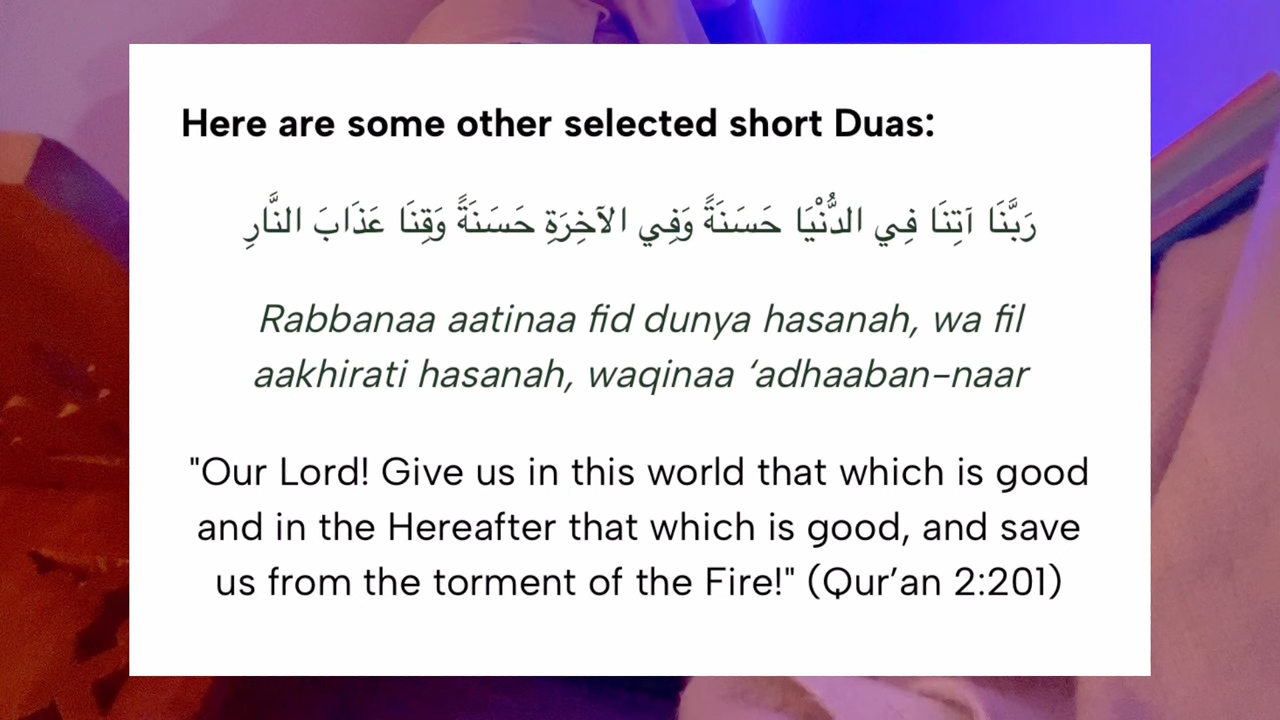 Here are some other selected short Duas:
رَبَّنَا آتِنَا فِي الدُّنْيَا حَسَنَةً وَفِي الآخِرَةِ حَسَنَةً وَقِنَا عَذَابَ النَّارِ
Rabbanaa aatinaa fid dunya hasanah, wa fil
aakhirati hasanah, waqinaa ‘adhaaban-naar
"Our Lord! Give us in this world that which is good
and in the Hereafter that which is good, and save
us from the torment of the Fire!" (Qur’an 2:201)